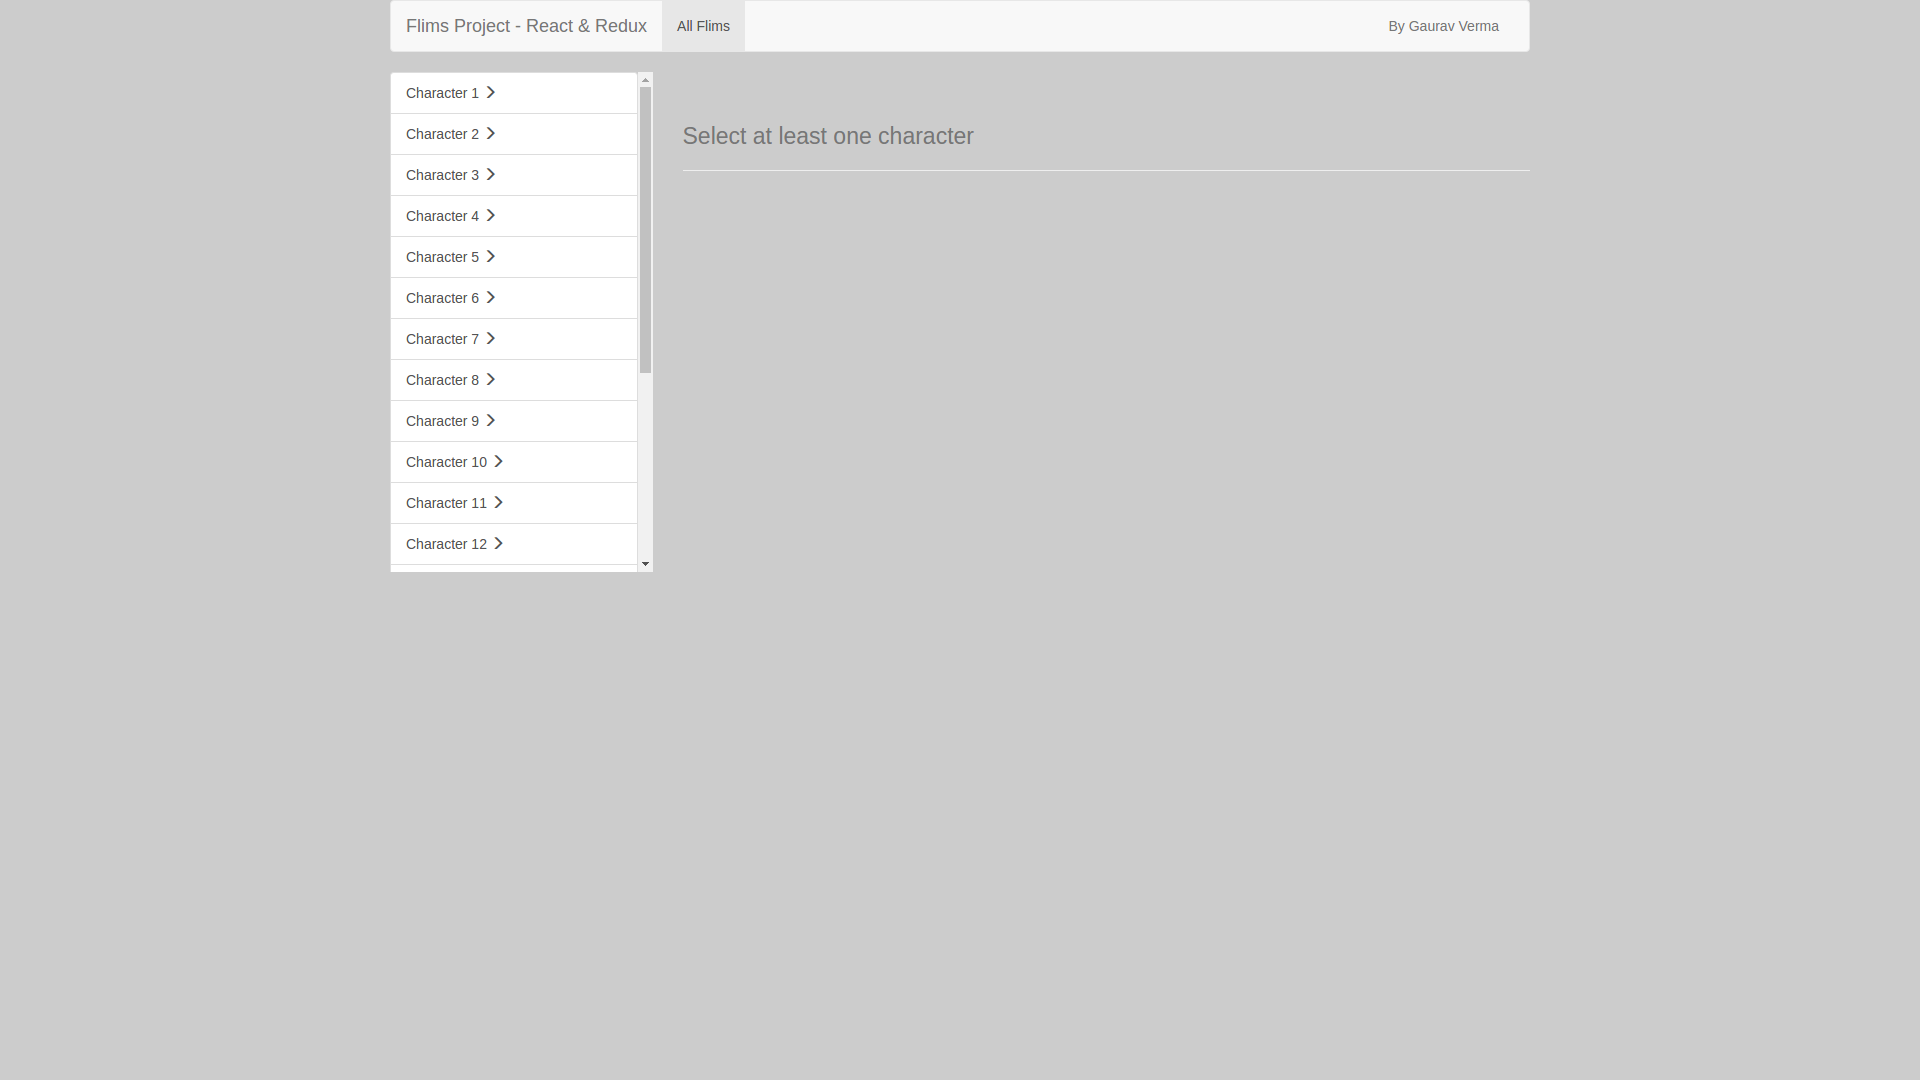 Flims Project - React & Redux
All Flims
By Gaurav Verma
Character 1
Character 2
Character 3
Character 4
Character 5
Character 6
Character 7
Character 8
Character 9
Character 10
Character 11
Character 12
Select at least one character